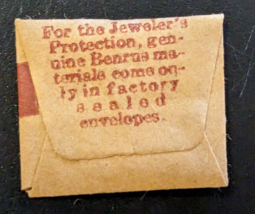 For the Jeweler's
Protection, gen-
uine Benrus ma-
terials come on-
ly in factory
sealed
envelopes.